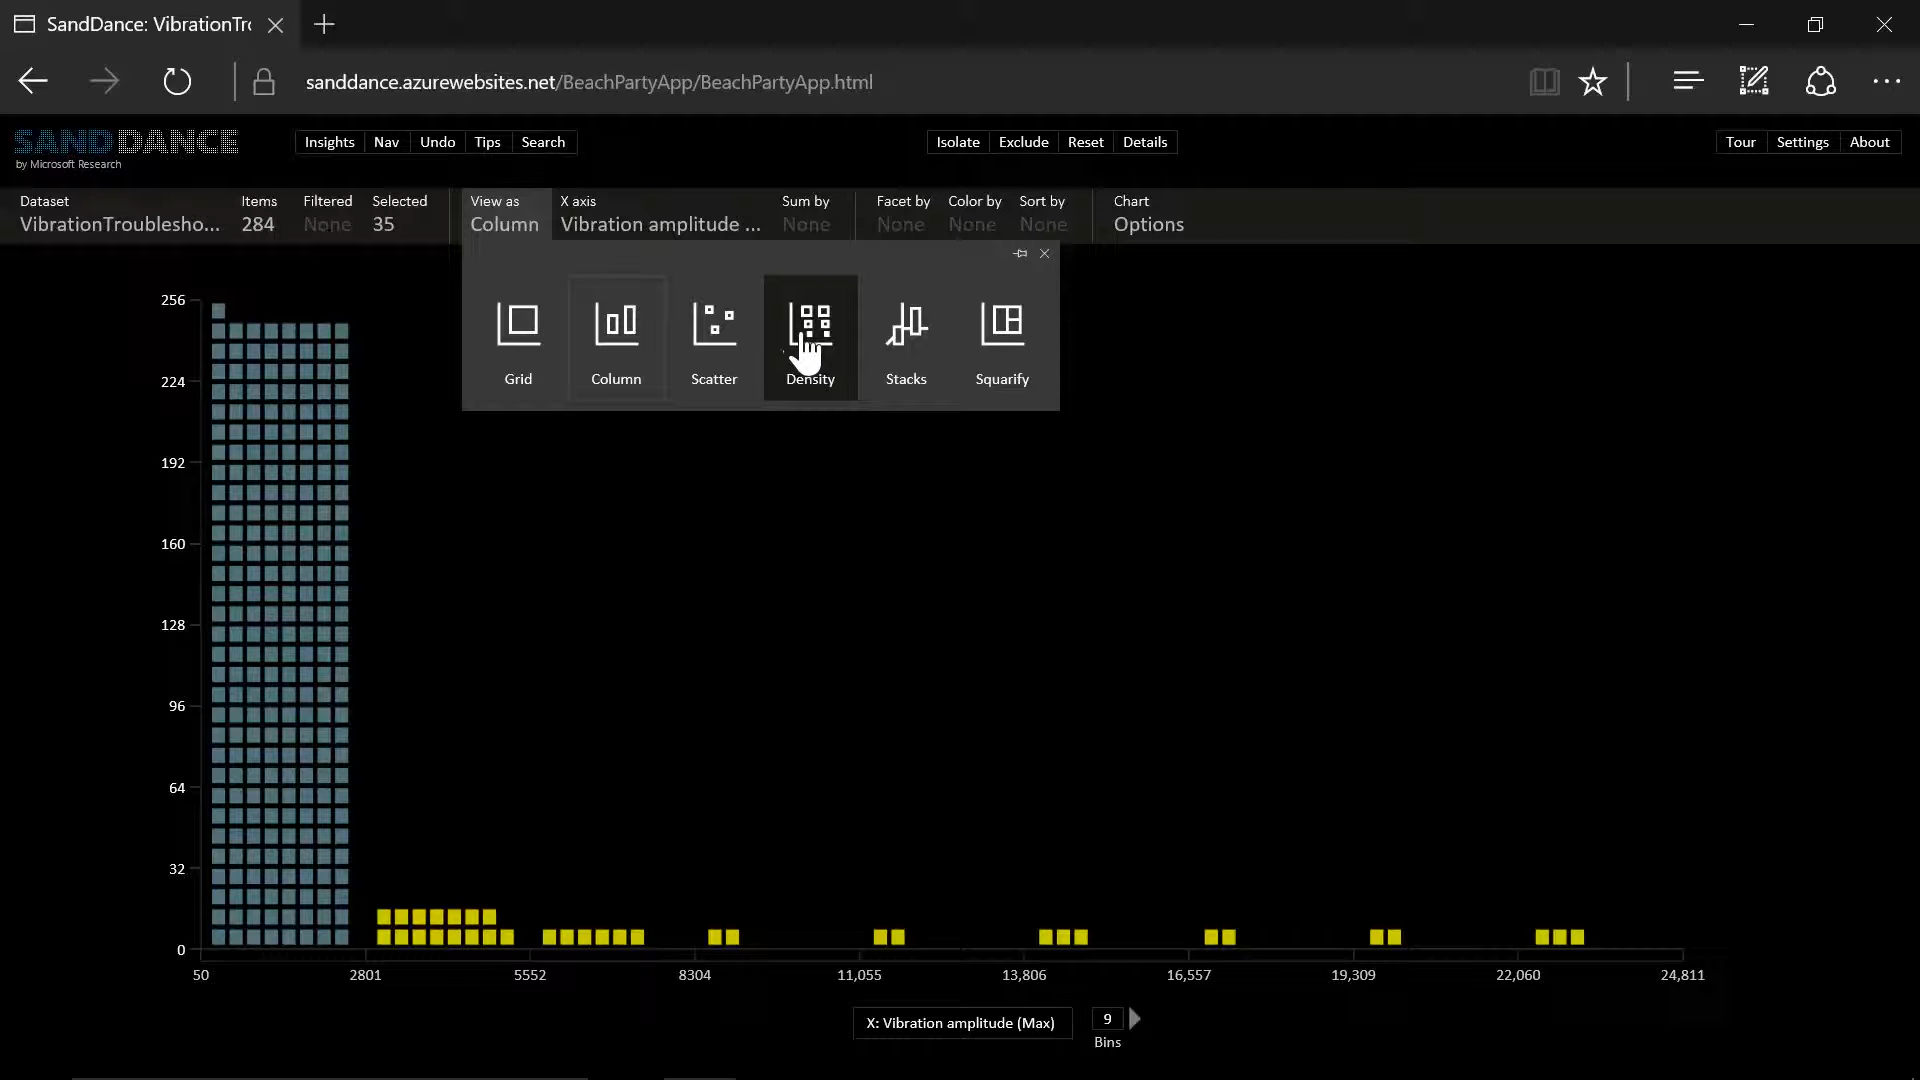 SandDance: VibrationTr
sanddance.azurewebsites.net/BeachPartyApp/BeachPartyApp.html
SANDDANCE
by Microsoft Research
Insights Nav Undo Tips Search
Isolate Exclude Reset Details
Tour Settings About
Dataset Items Filtered Selected View as X axis Sum by Facet by Color by Sort by Chart
VibrationTroublesho... 284 None 35 Column Vibration amplitude ... None None None None Options
Grid Column Scatter Density Stacks Squarify
256
224
192
160
128
96
64
32
0
50 2801 5552 8304 11,055 13,806 16,557 19,309 22,060 24,811
X: Vibration amplitude (Max) 9
Bins